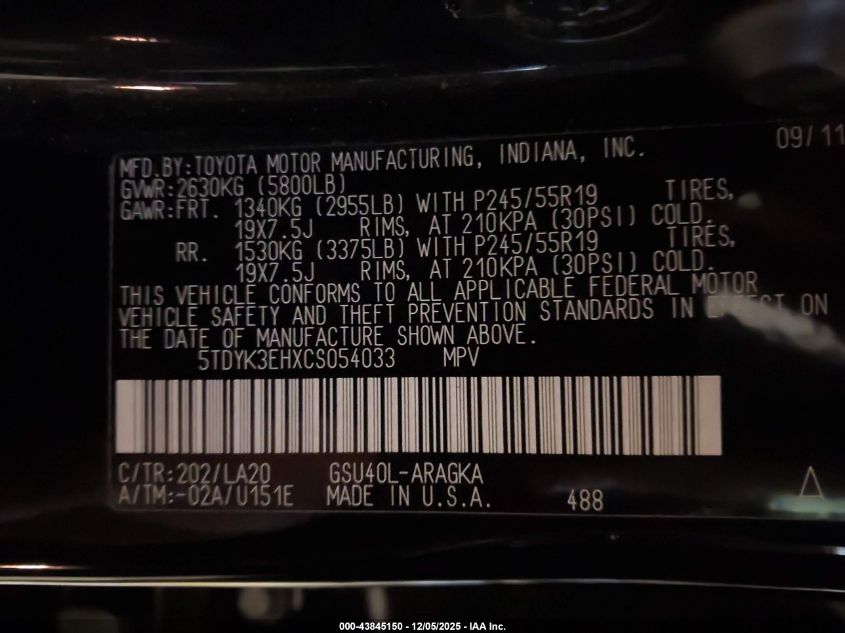 09/11
MFD.BY:TOYOTA MOTOR MANUFACTURING, INDIANA, INC.
GVWR:2630KG (5800LB)
GAWR:FRT. 1340KG (2955LB) WITH P245/55R19 TIRES,
19X7.5J RIMS, AT 210KPA (30PSI) COLD.
RR. 1530KG (3375LB) WITH P245/55R19 TIRES,
19X7.5J RIMS, AT 210KPA (30PSI) COLD.
THIS VEHICLE CONFORMS TO ALL APPLICABLE FEDERAL MOTOR
VEHICLE SAFETY AND THEFT PREVENTION STANDARDS IN EFFECT ON
THE DATE OF MANUFACTURE SHOWN ABOVE.
5TDYK3EHXCS054033 MPV
C/TR:202/LA20 GSU40L-ARAGKA
A/TM:-02A/U151E MADE IN U.S.A. 488
000-43845150 - 12/05/2025 - IAA Inc.